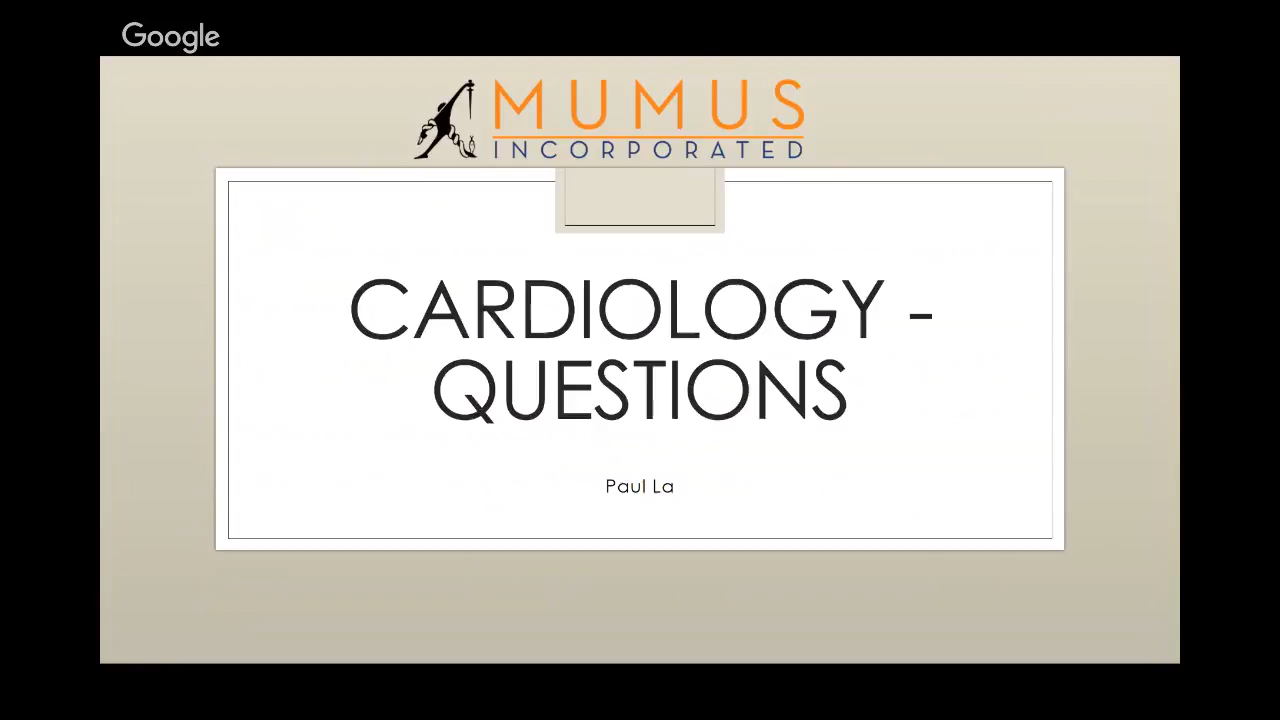 Google
MUMUS
INCORPORATED
CARDIOLOGY -
QUESTIONS
Paul La